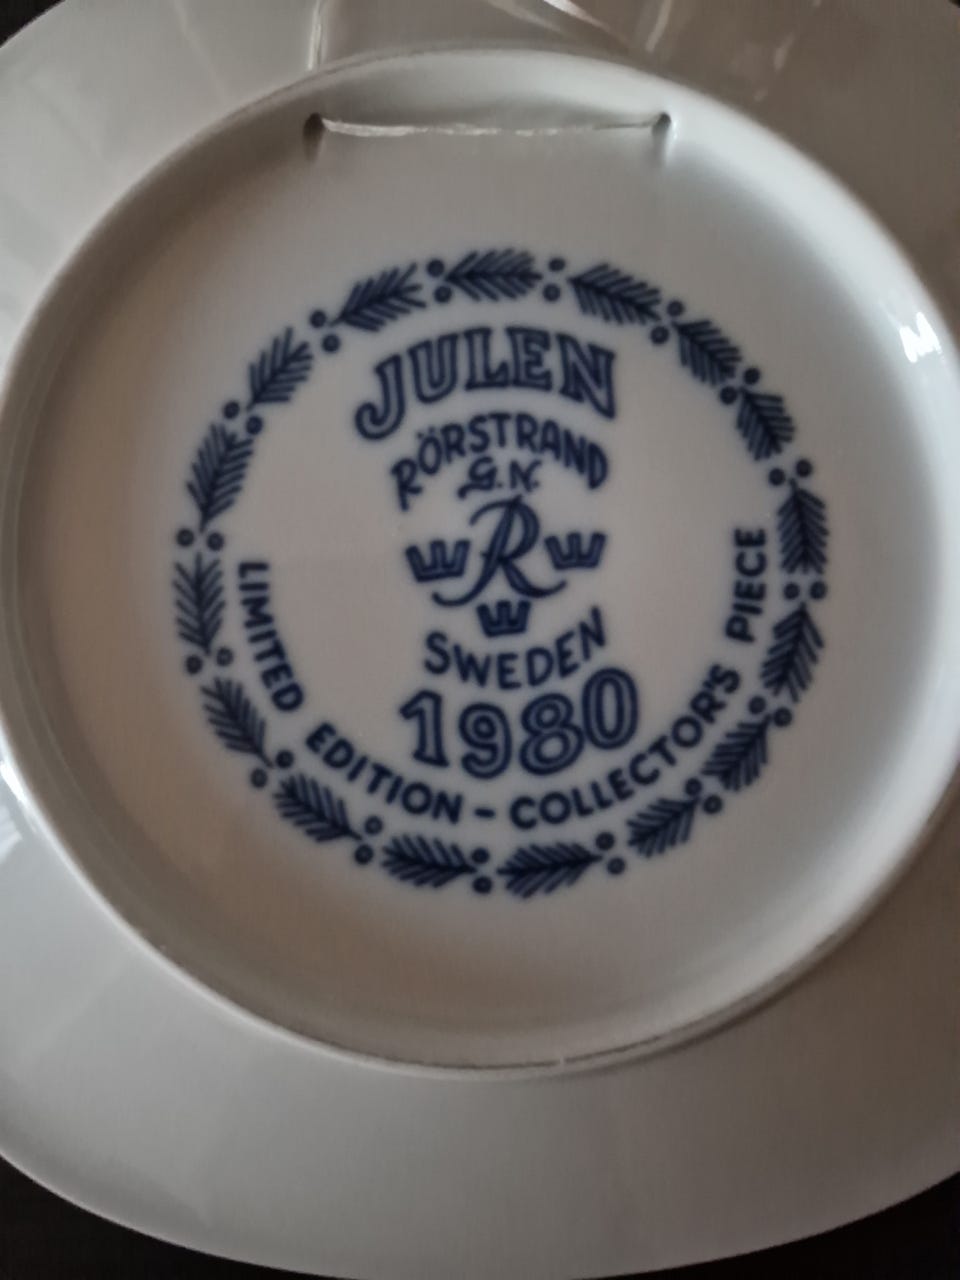 JULEN
RÖRSTRAND
G.N.
R
SWEDEN
1980
LIMITED EDITION - COLLECTOR'S PIECE